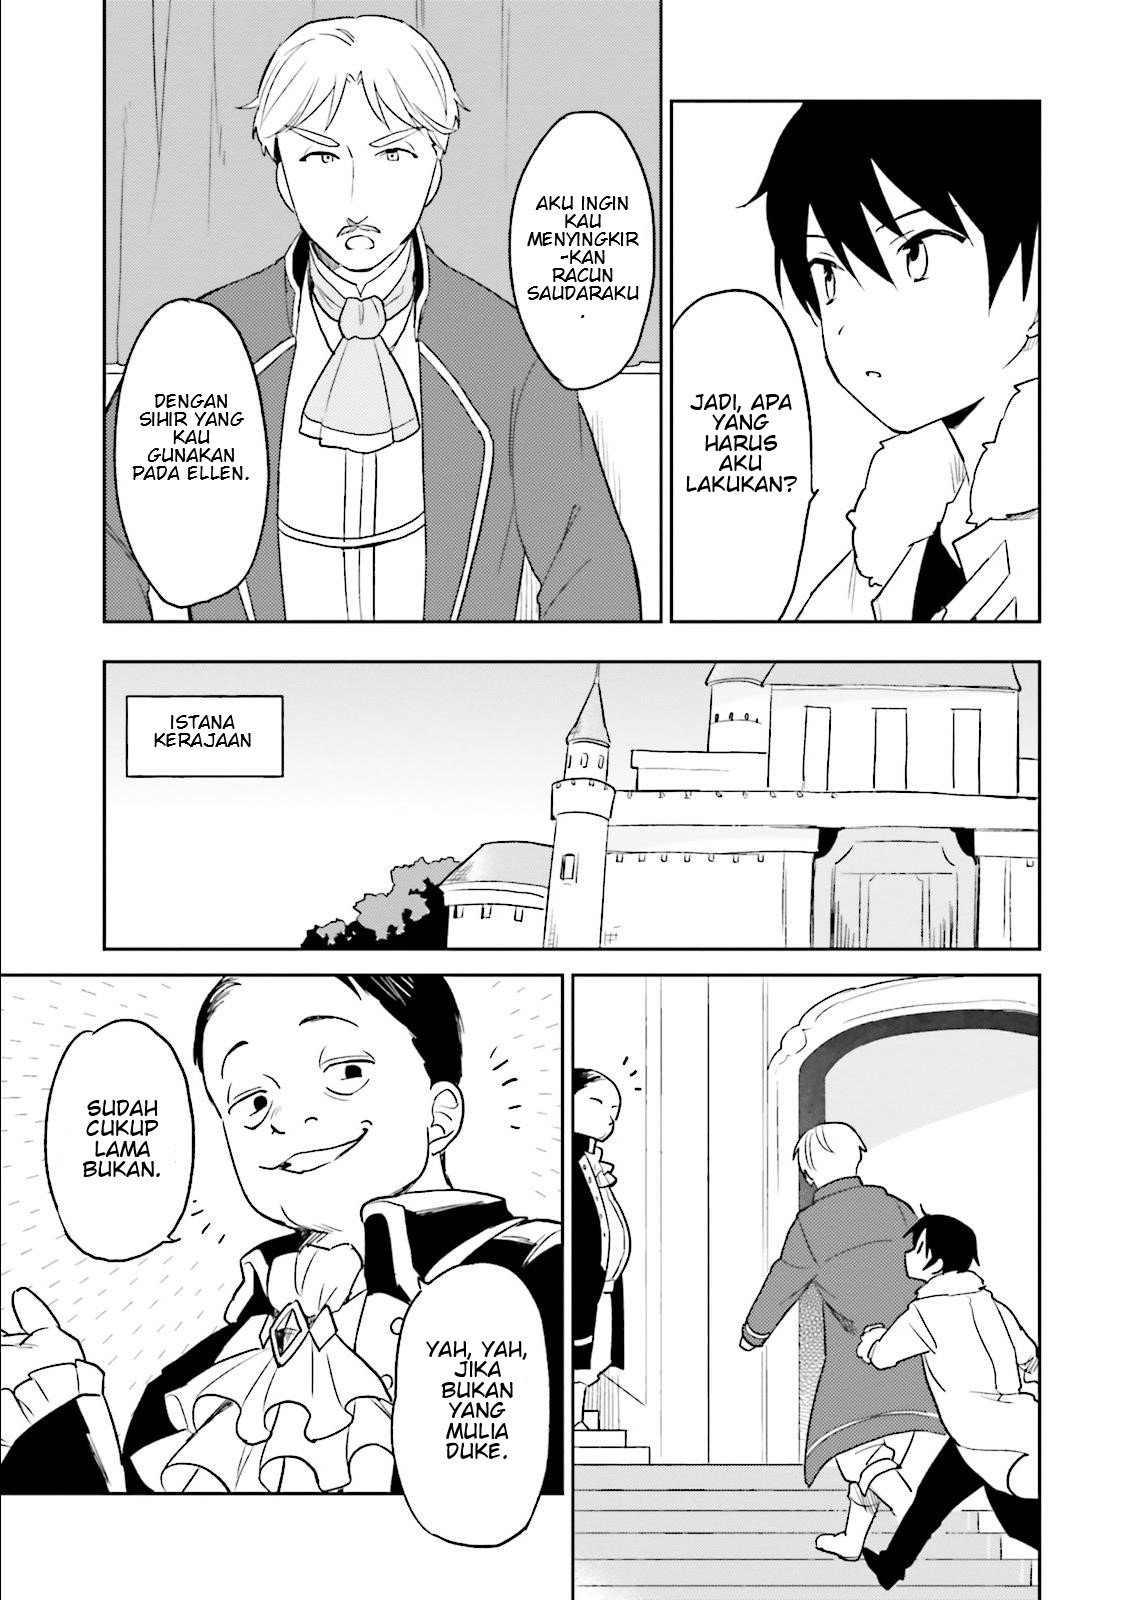 JADI, APA
YANG
HARUS
AKU
LAKUKAN?
AKU INGIN
KAU
MENYINGKIR
-KAN
RACUN
SAUDARAKU
.
DENGAN
SIHIR YANG
KAU
GUNAKAN
PADA ELLEN.
ISTANA
KERAJAAN
YAH, YAH,
JIKA
BUKAN
YANG
MULIA
DUKE.
SUDAH
CUKUP
LAMA
BUKAN.